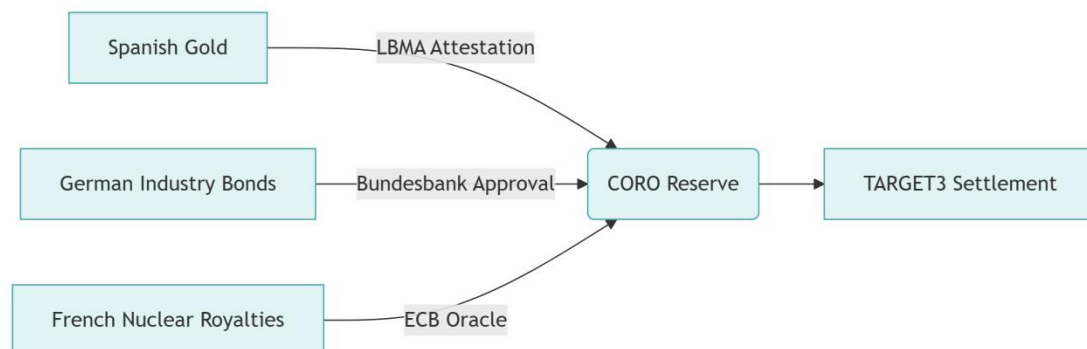 Spanish Gold
LBMA Attestation
German Industry Bonds
Bundesbank Approval
CORO Reserve
TARGET3 Settlement
French Nuclear Royalties
ECB Oracle